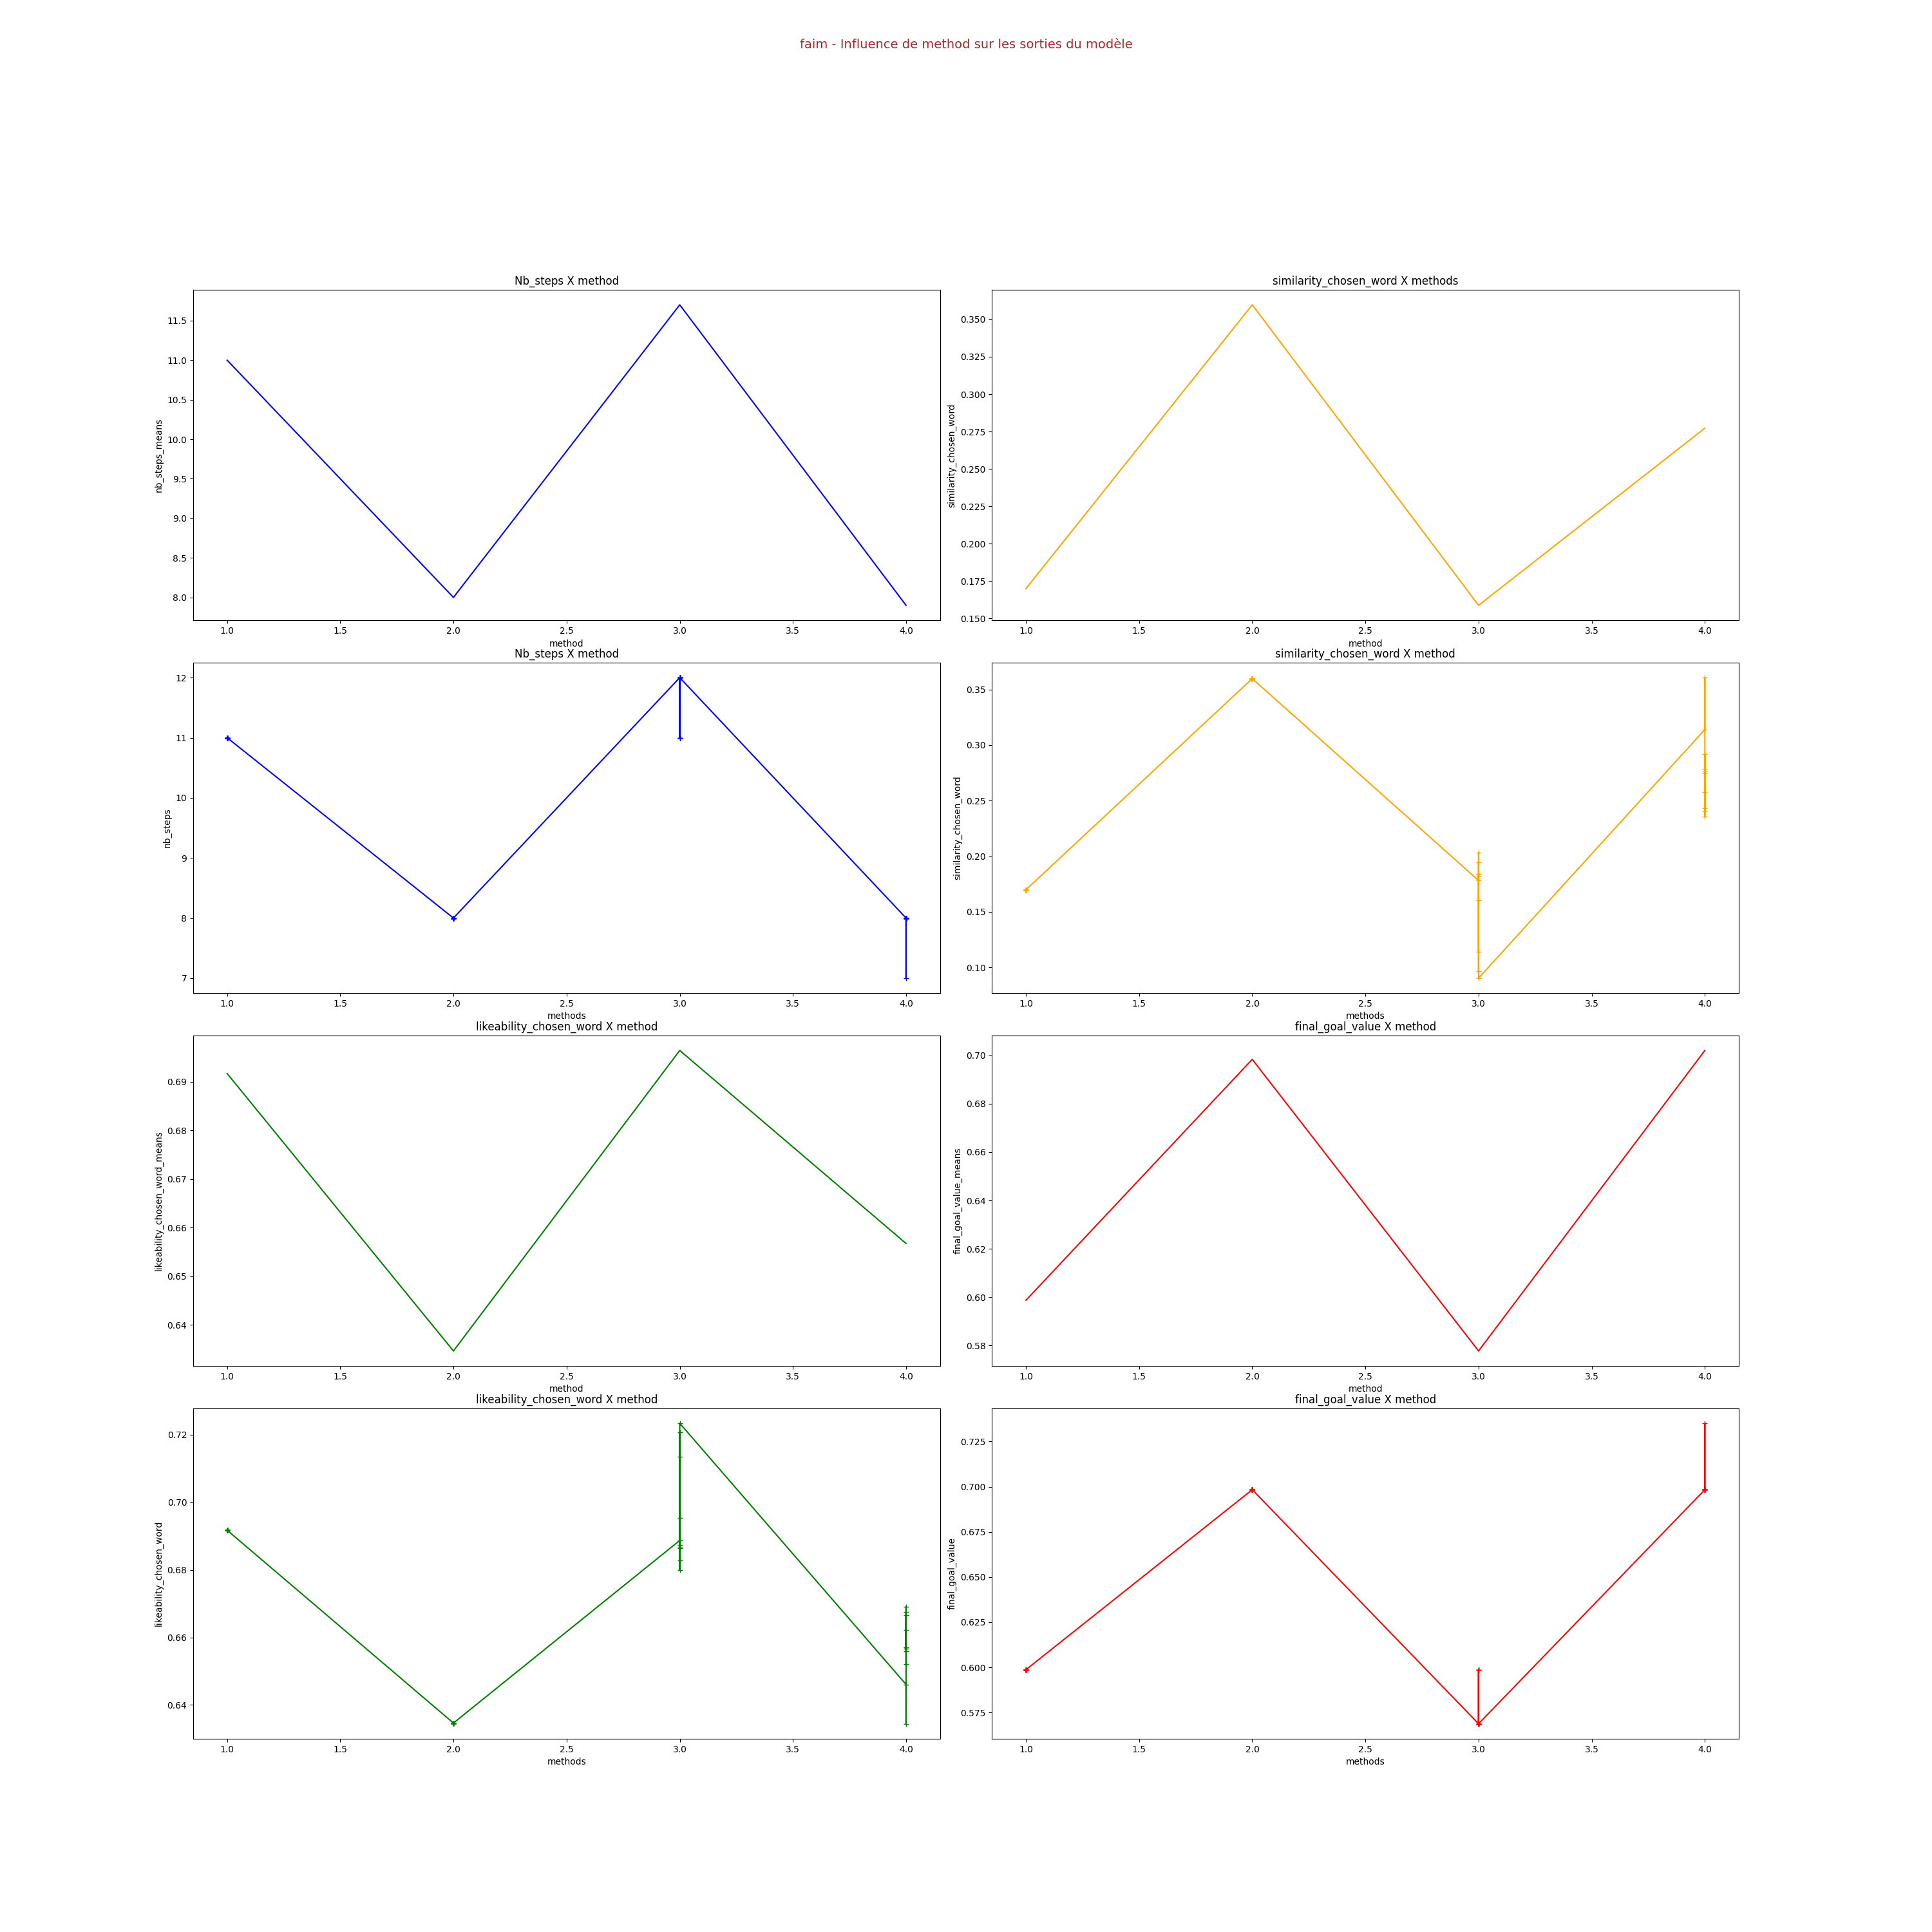 faim - Influence de method sur les sorties du modèle
Nb_steps X method
nb_steps_means
11.5
11.0
10.5
10.0
9.5
9.0
8.5
8.0
1.0 1.5 2.0 2.5 3.0 3.5 4.0
method
similarity_chosen_word X methods
similarity_chosen_word
0.350
0.325
0.300
0.275
0.250
0.225
0.200
0.175
0.150
1.0 1.5 2.0 2.5 3.0 3.5 4.0
method
Nb_steps X method
nb_steps
12
11
10
9
8
7
1.0 1.5 2.0 2.5 3.0 3.5 4.0
methods
similarity_chosen_word X method
similarity_chosen_word
0.35
0.30
0.25
0.20
0.15
0.10
1.0 1.5 2.0 2.5 3.0 3.5 4.0
methods
likeability_chosen_word X method
likeability_chosen_word_means
0.69
0.68
0.67
0.66
0.65
0.64
1.0 1.5 2.0 2.5 3.0 3.5 4.0
method
final_goal_value X method
final_goal_value_means
0.70
0.68
0.66
0.64
0.62
0.60
0.58
1.0 1.5 2.0 2.5 3.0 3.5 4.0
method
likeability_chosen_word X method
likeability_chosen_word
0.72
0.70
0.68
0.66
0.64
1.0 1.5 2.0 2.5 3.0 3.5 4.0
methods
final_goal_value X method
final_goal_value
0.725
0.700
0.675
0.650
0.625
0.600
0.575
1.0 1.5 2.0 2.5 3.0 3.5 4.0
methods